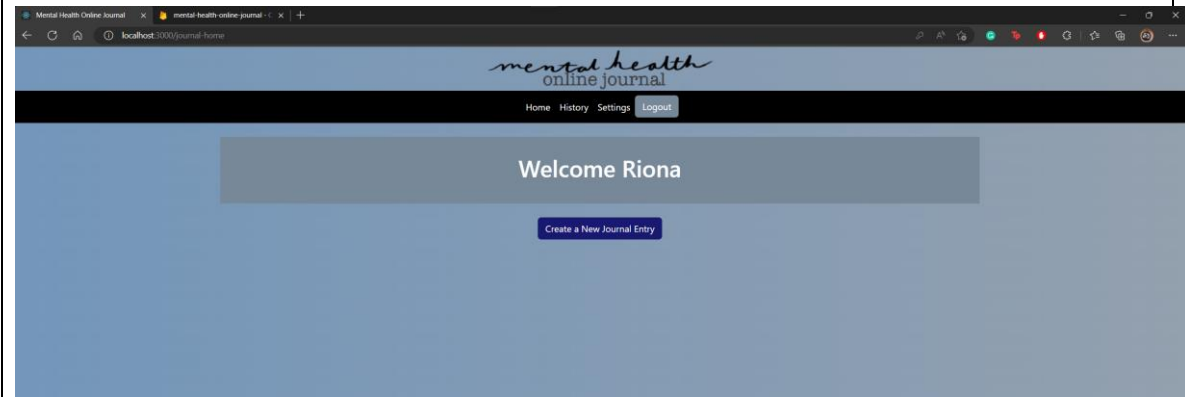 Mental Health Online Journal
mental-health-online-journal - C
localhost:3000/journal-home
mental health
online journal
Home History Settings Logout
Welcome Riona
Create a New Journal Entry